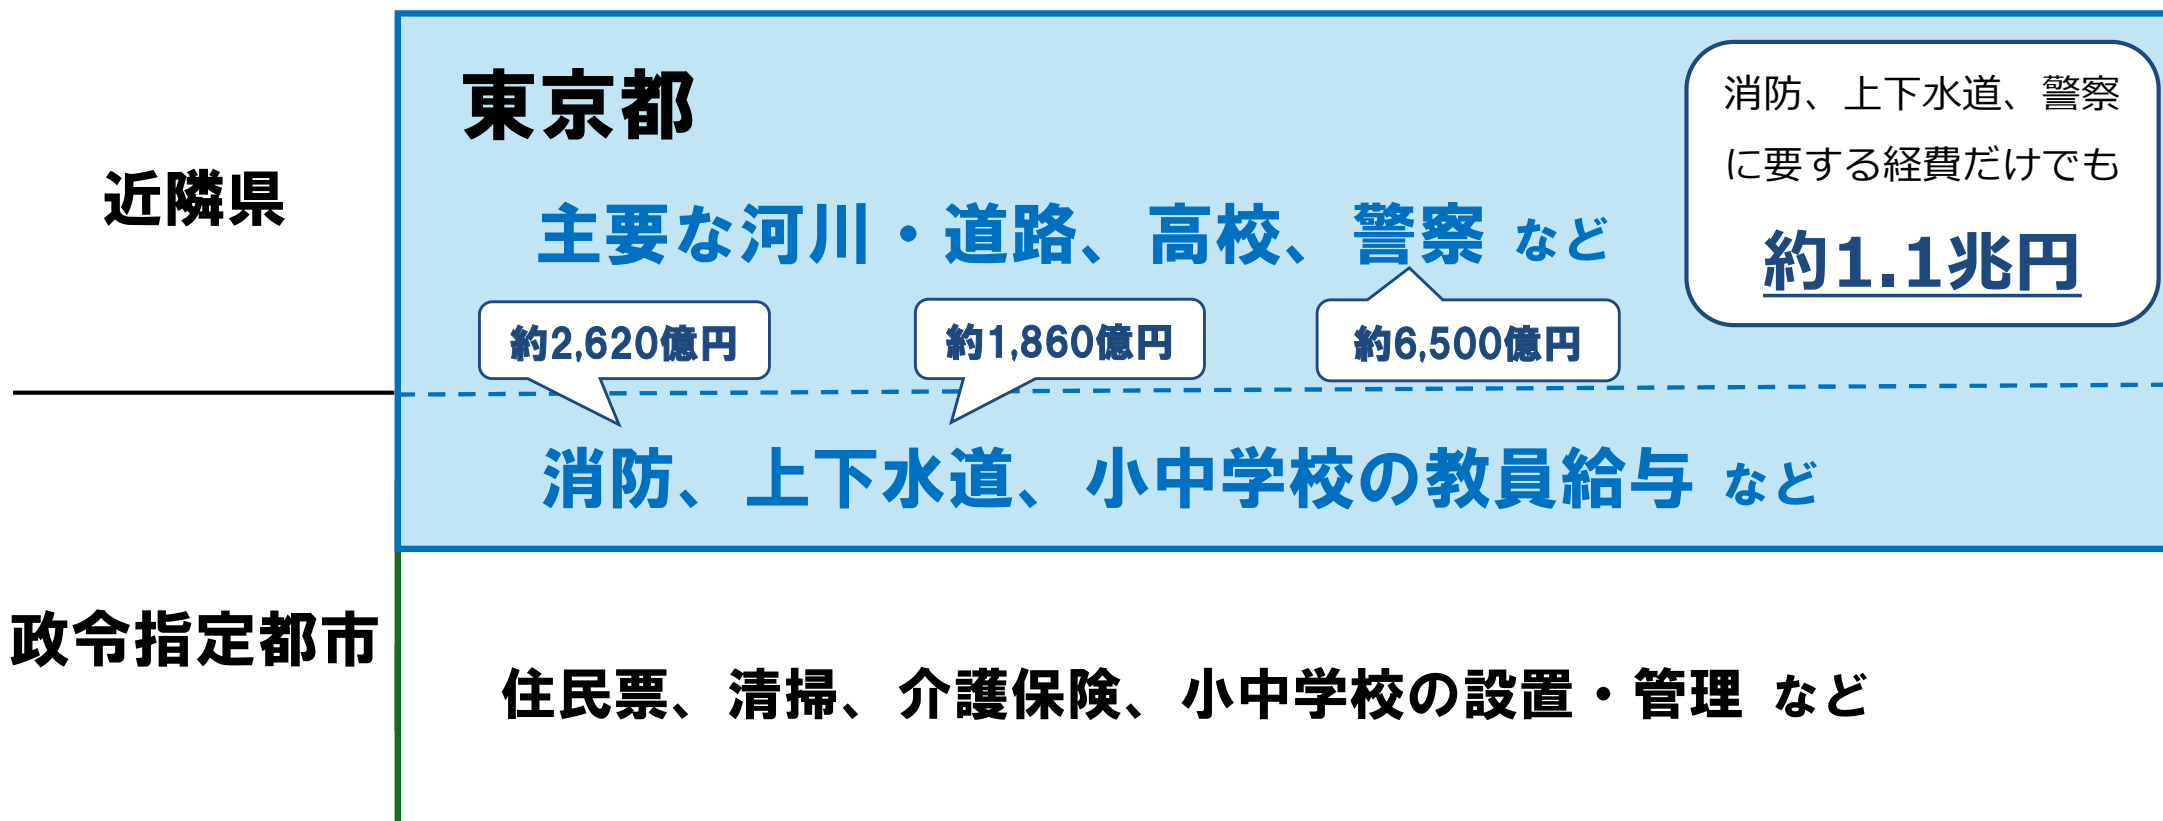 東京都
消防、上下水道、警察
に要する経費だけでも
約1.1兆円
近隣県
主要な河川・道路、高校、警察 など
約2,620億円
約1,860億円
約6,500億円
消防、上下水道、小中学校の教員給与 など
政令指定都市
住民票、清掃、介護保険、小中学校の設置・管理 など